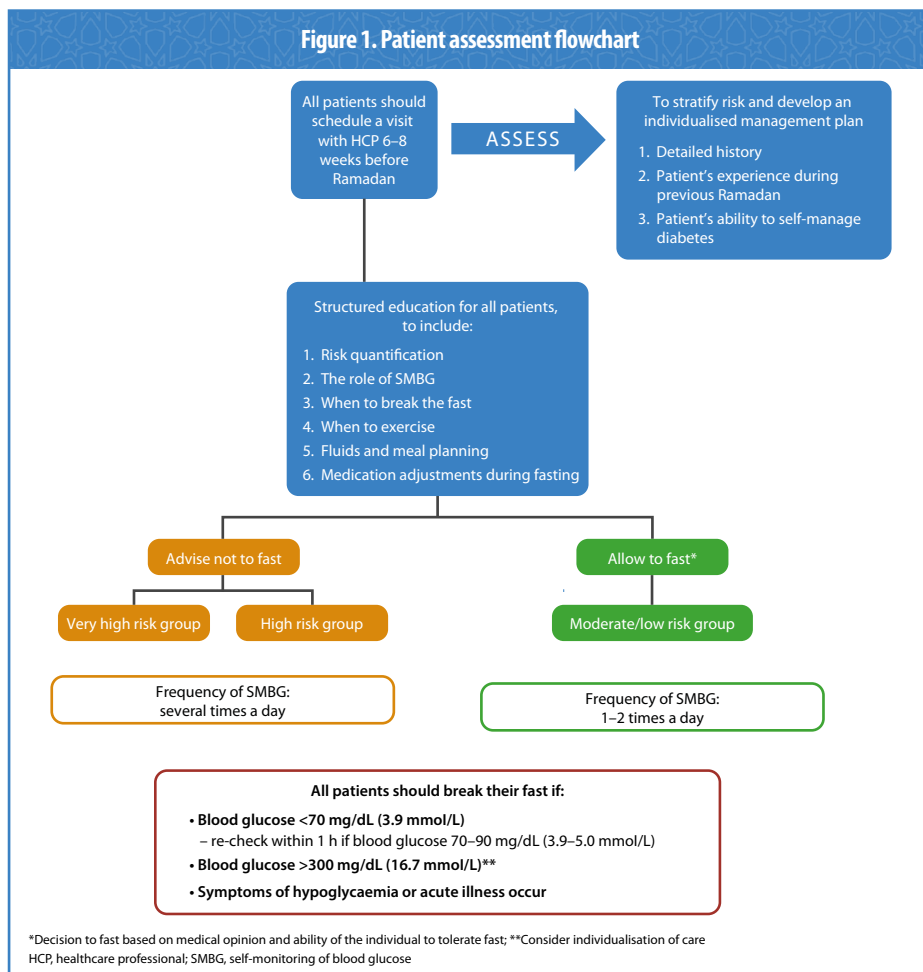 Figure 1. Patient assessment flowchart
All patients should
schedule a visit
with HCP 6–8
weeks before
Ramadan
ASSESS
To stratify risk and develop an
individualised management plan
1. Detailed history
2. Patient's experience during
previous Ramadan
3. Patient's ability to self-manage
diabetes
Structured education for all patients,
to include:
1. Risk quantification
2. The role of SMBG
3. When to break the fast
4. When to exercise
5. Fluids and meal planning
6. Medication adjustments during fasting
Advise not to fast
Allow to fast*
Very high risk group
High risk group
Moderate/low risk group
Frequency of SMBG:
several times a day
Frequency of SMBG:
1–2 times a day
All patients should break their fast if:
• Blood glucose <70 mg/dL (3.9 mmol/L)
– re-check within 1 h if blood glucose 70–90 mg/dL (3.9–5.0 mmol/L)
• Blood glucose >300 mg/dL (16.7 mmol/L)**
• Symptoms of hypoglycaemia or acute illness occur
*Decision to fast based on medical opinion and ability of the individual to tolerate fast; **Consider individualisation of care
HCP, healthcare professional; SMBG, self-monitoring of blood glucose